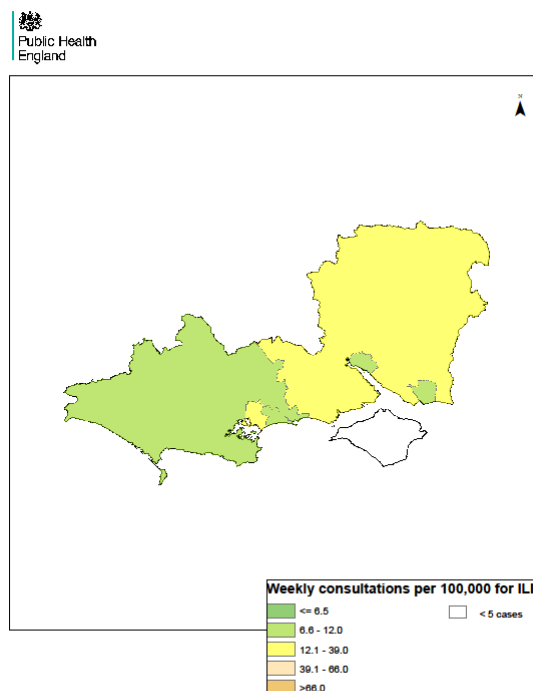 Public Health
England
N
Weekly consultations per 100,000 for ILI
<= 6.5
< 5 cases
6.6 - 12.0
12.1 - 39.0
39.1 - 66.0
>66.0